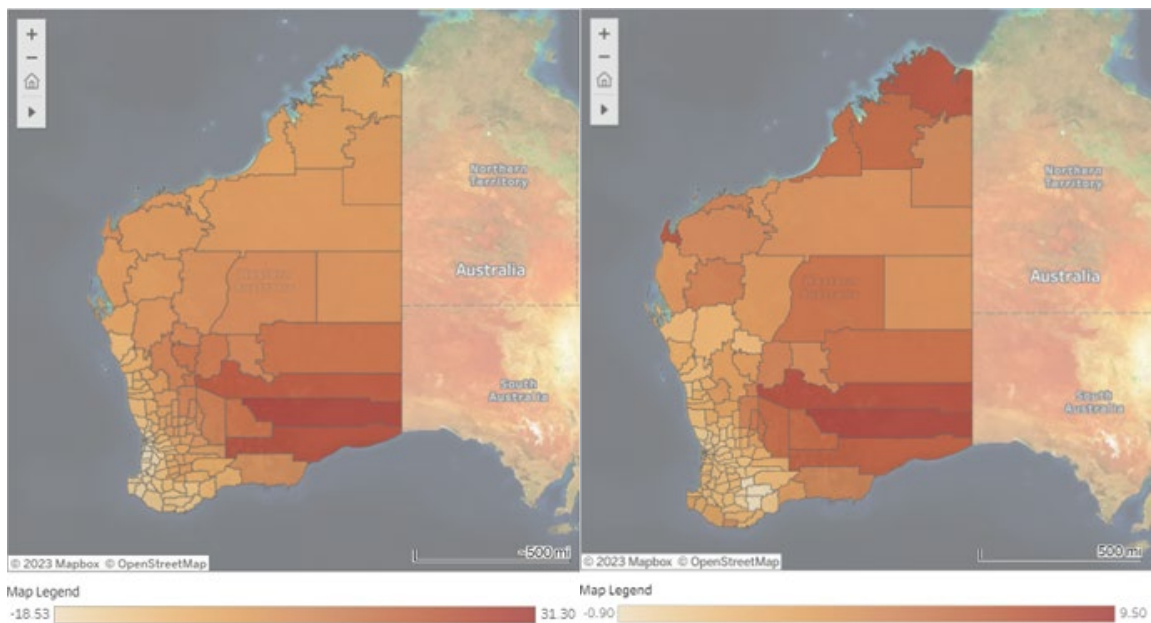 Northern
Territory
Australia
South
Australia
© 2023 Mapbox © OpenStreetMap
500 mi
Map Legend
-18.53
31.30
Northern
Territory
Australia
South
Australia
© 2023 Mapbox © OpenStreetMap
500 mi
Map Legend
-0.90
9.50